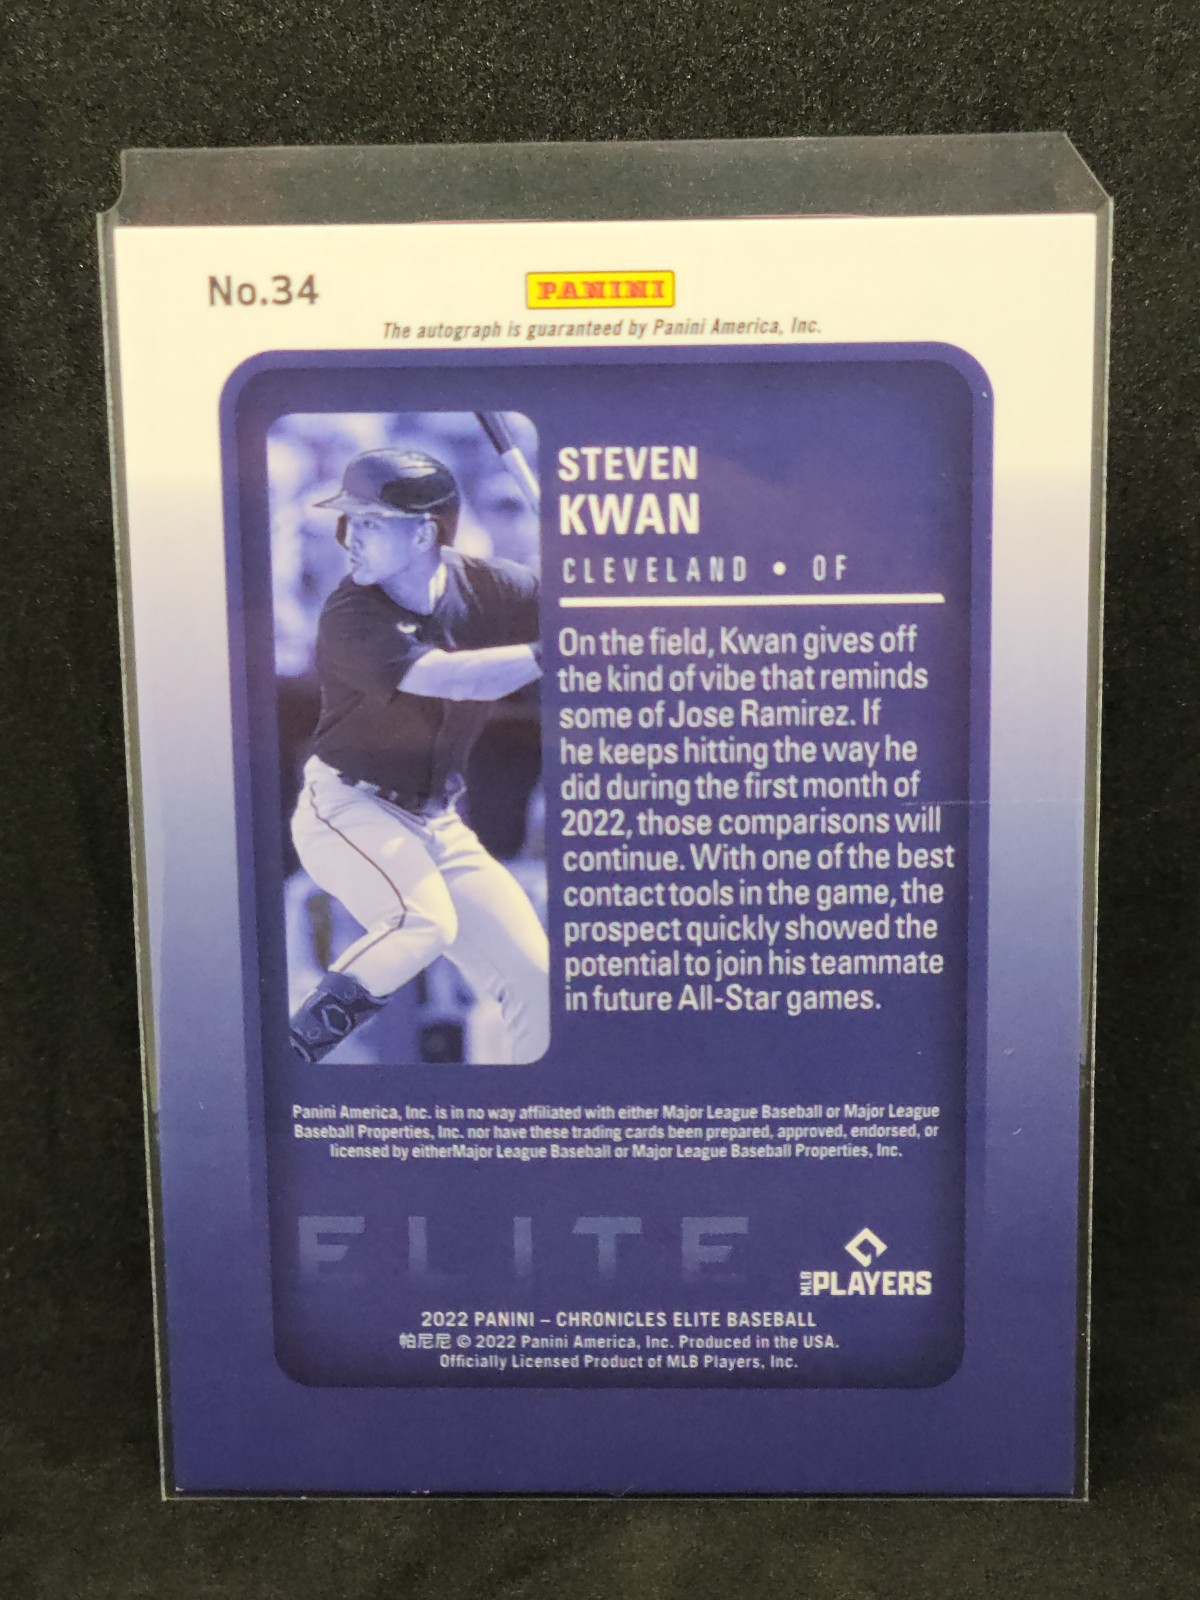 No.34
PANINI
The autograph is guaranteed by Panini America, Inc.
STEVEN
KWAN
CLEVELAND • OF
On the field, Kwan gives off
the kind of vibe that reminds
some of Jose Ramirez. If
he keeps hitting the way he
did during the first month of
2022, those comparisons will
continue. With one of the best
contact tools in the game, the
prospect quickly showed the
potential to join his teammate
in future All-Star games.
Panini America, Inc. is in no way affiliated with either Major League Baseball or Major League
Baseball Properties, Inc. nor have these trading cards been prepared, approved, endorsed, or
licensed by eitherMajor League Baseball or Major League Baseball Properties, Inc.
ELITE
MLB PLAYERS
2022 PANINI – CHRONICLES ELITE BASEBALL
帕尼尼 © 2022 Panini America, Inc. Produced in the USA.
Officially Licensed Product of MLB Players, Inc.